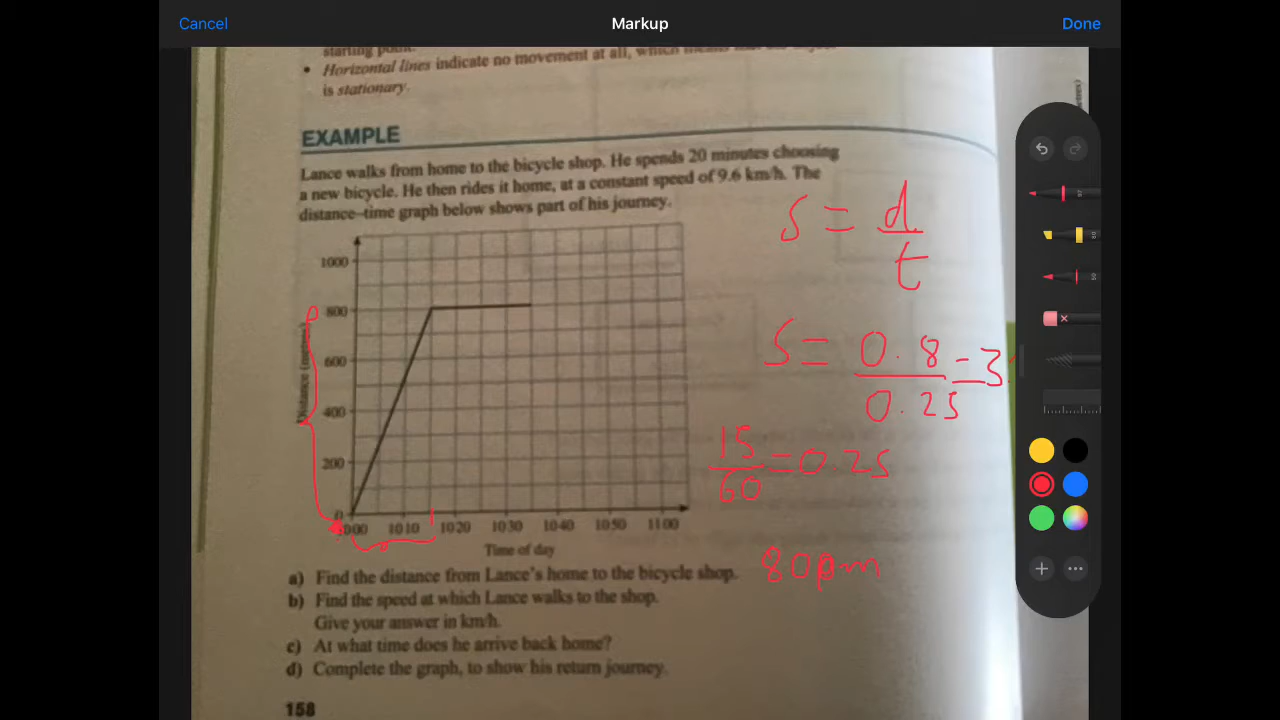 Cancel
Markup
Done
starting point.
• Horizontal lines indicate no movement at all, which means that the
is stationary.
EXAMPLE
Lance walks from home to the bicycle shop. He spends 20 minutes choosing
a new bicycle. He then rides it home, at a constant speed of 9.6 km/h. The
distance–time graph below shows part of his journey.
S = d
t
1000
800
600
400
200
0
Distance (metres)
S = 0.8 = 3
0.25
15
60 = 0.25
1000 1010 1020 1030 1040 1050 1100
Time of day
a) Find the distance from Lance's home to the bicycle shop.
800m
b) Find the speed at which Lance walks to the shop.
Give your answer in km/h.
c) At what time does he arrive back home?
d) Complete the graph, to show his return journey.
158